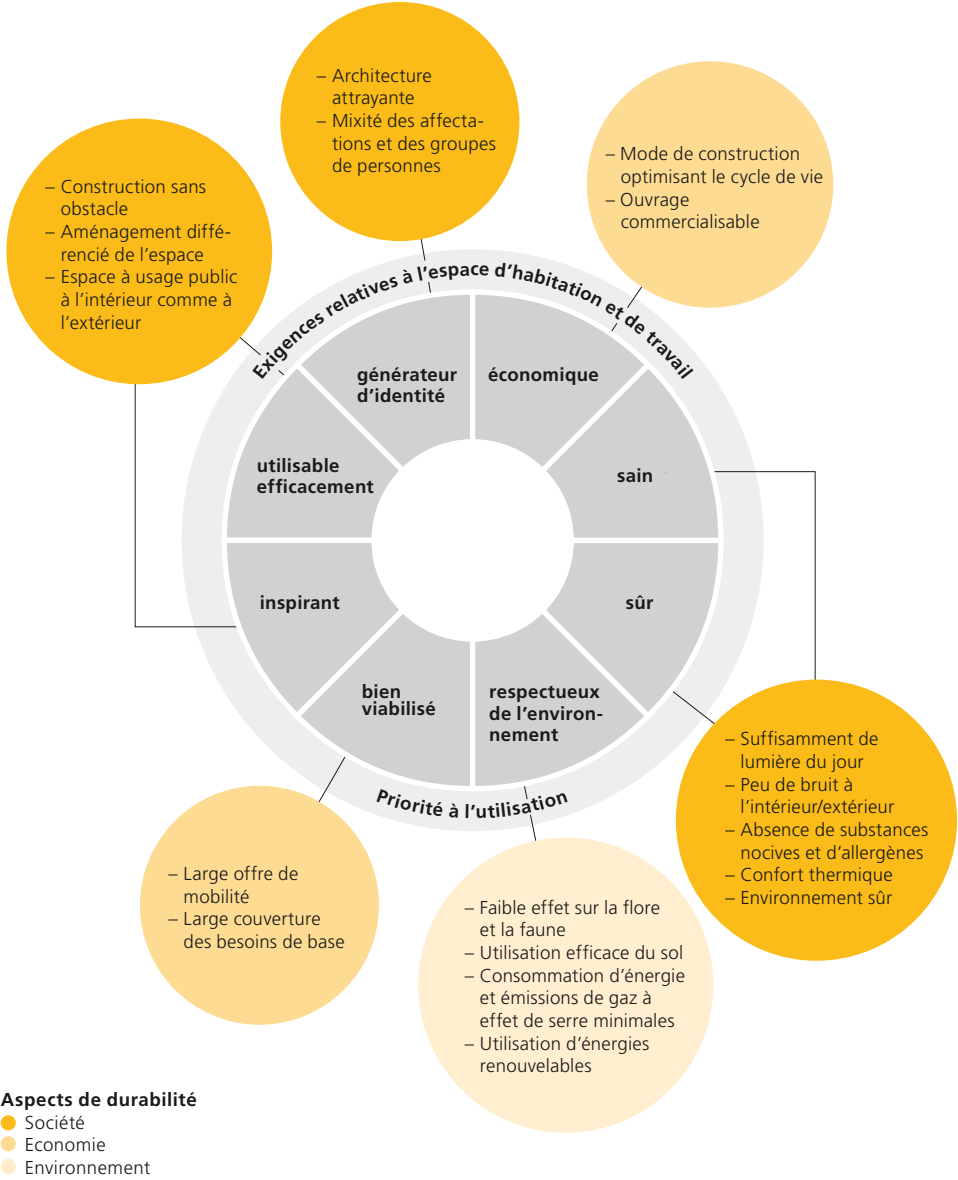 – Architecture
attrayante
– Mixité des affecta-
tions et des groupes
de personnes
– Mode de construction
optimisant le cycle de vie
– Ouvrage
commercialisable
– Construction sans
obstacle
– Aménagement diffé-
rencié de l’espace
– Espace à usage public
à l’intérieur comme à
l’extérieur
Exigences relatives à l’espace d’habitation et de travail
générateur
d’identité
économique
utilisable
efficacement
sain
inspirant
sûr
bien
viabilisé
respectueux
de l’environ-
nement
Priorité à l’utilisation
– Suffisamment de
lumière du jour
– Peu de bruit à
l’intérieur/extérieur
– Absence de substances
nocives et d’allergènes
– Confort thermique
– Environnement sûr
– Large offre de
mobilité
– Large couverture
des besoins de base
– Faible effet sur la flore
et la faune
– Utilisation efficace du sol
– Consommation d’énergie
et émissions de gaz à
effet de serre minimales
– Utilisation d’énergies
renouvelables
Aspects de durabilité
Société
Economie
Environnement